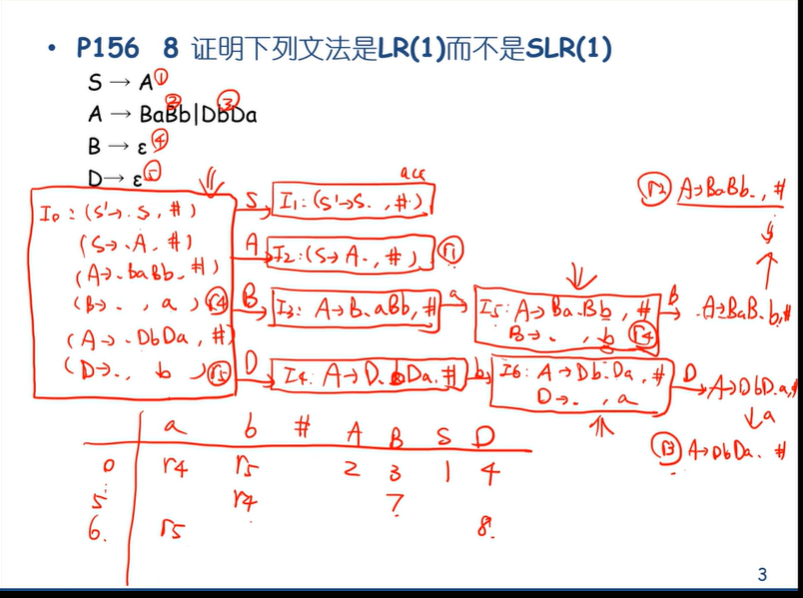 • P156 8 证明下列文法是LR(1)而不是SLR(1)
S → A ①
A → BaBb|DbDa ② ③
B → ε ④
D→ ε ⑤
I0 : (S'→. S, #)
(S→ .A, #)
(A→ .BaBb, #)
(B→ . , a) r4
(A→ .DbDa, #)
(D→ . , b) r5
S I1: (S'→S. , #) acc
A I2: (S→ A. , #) r1
B I3: A→ B.aBb, # a I5: A→ Ba.Bb , #
B→ . , b r4
B .A→BaB.b,#
r2 A→BaBb. , #
D I4: A→ D.bDa.# b I6: A→ Db.Da , #
D→ . , a
D A→DbD.a,#
a
r3 A→DbDa. #
a b # A B S D
0 r4 r5 2 3 1 4
5 r4 7
6. r5 8.
3